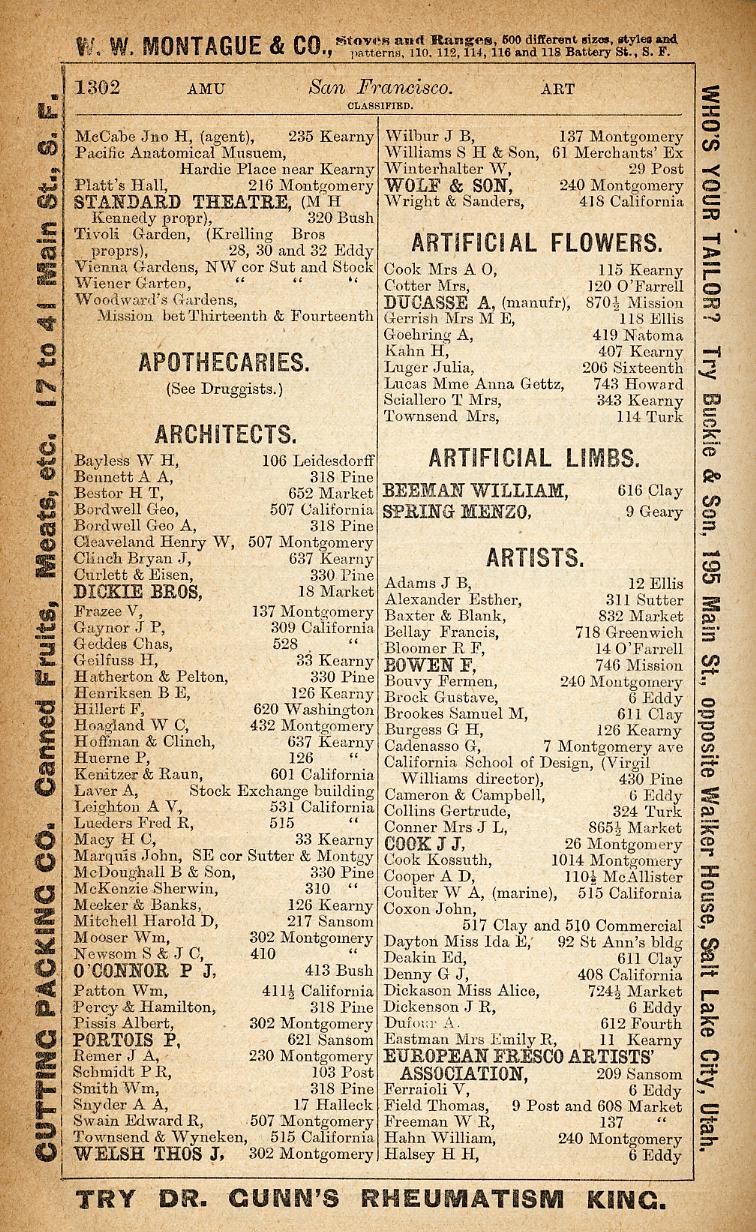 W. W. MONTAGUE & CO., Stoves and Ranges, 500 different sizes, styles and
patterns, 110, 112, 114, 116 and 118 Battery St., S. F.
1302 AMU San Francisco. ART
CLASSIFIED.
McCabe Jno H, (agent), 235 Kearny
Pacific Anatomical Musuem,
Hardie Place near Kearny
Platt's Hall, 216 Montgomery
STANDARD THEATRE, (M H
Kennedy propr), 320 Bush
Tivoli Garden, (Krelling Bros
proprs), 28, 30 and 32 Eddy
Vienna Gardens, NW cor Sut and Stock
Wiener Garten, " " "
Woodward's Gardens,
Mission bet Thirteenth & Fourteenth
APOTHECARIES.
(See Druggists.)
ARCHITECTS.
Bayless W H, 106 Leidesdorff
Bennett A A, 318 Pine
Bestor H T, 652 Market
Bordwell Geo, 507 California
Bordwell Geo A, 318 Pine
Cleaveland Henry W, 507 Montgomery
Clinch Bryan J, 637 Kearny
Curlett & Eisen, 330 Pine
DICKIE BROS, 18 Market
Frazee V, 137 Montgomery
Gaynor J P, 309 California
Geddes Chas, 528 "
Geilfuss H, 33 Kearny
Hatherton & Pelton, 330 Pine
Henriksen B E, 126 Kearny
Hillert F, 620 Washington
Hoagland W C, 432 Montgomery
Hoffman & Clinch, 637 Kearny
Huerne P, 126 "
Kenitzer & Raun, 601 California
Laver A, Stock Exchange building
Leighton A V, 531 California
Lueders Fred R, 515 "
Macy H C, 33 Kearny
Marquis John, SE cor Sutter & Montgy
McDoughall B & Son, 330 Pine
McKenzie Sherwin, 310 "
Meeker & Banks, 126 Kearny
Mitchell Harold D, 217 Sansom
Mooser Wm, 302 Montgomery
Newsom S & J C, 410 "
O'CONNOR P J, 413 Bush
Patton Wm, 411½ California
Percy & Hamilton, 318 Pine
Pissis Albert, 302 Montgomery
PORTOIS P, 621 Sansom
Remer J A, 230 Montgomery
Schmidt P R, 103 Post
Smith Wm, 318 Pine
Snyder A A, 17 Halleck
Swain Edward R, 507 Montgomery
Townsend & Wyneken, 515 California
WELSH THOS J, 302 Montgomery
Wilbur J B, 137 Montgomery
Williams S H & Son, 61 Merchants' Ex
Winterhalter W, 29 Post
WOLF & SON, 240 Montgomery
Wright & Sanders, 418 California
ARTIFICIAL FLOWERS.
Cook Mrs A O, 115 Kearny
Cotter Mrs, 120 O'Farrell
DUCASSE A, (manufr), 870½ Mission
Gerrish Mrs M E, 118 Ellis
Goehring A, 419 Natoma
Kahn H, 407 Kearny
Luger Julia, 206 Sixteenth
Lucas Mme Anna Gettz, 743 Howard
Sciallero T Mrs, 343 Kearny
Townsend Mrs, 114 Turk
ARTIFICIAL LIMBS.
BEEMAN WILLIAM, 616 Clay
SPRING MENZO, 9 Geary
ARTISTS.
Adams J B, 12 Ellis
Alexander Esther, 311 Sutter
Baxter & Blank, 832 Market
Bellay Francis, 718 Greenwich
Bloomer R F, 14 O'Farrell
BOWEN F, 746 Mission
Bouvy Fermen, 240 Montgomery
Brock Gustave, 6 Eddy
Brookes Samuel M, 611 Clay
Burgess G H, 126 Kearny
Cadenasso G, 7 Montgomery ave
California School of Design, (Virgil
Williams director), 430 Pine
Cameron & Campbell, 6 Eddy
Collins Gertrude, 324 Turk
Conner Mrs J L, 865½ Market
COOK J J, 26 Montgomery
Cook Kossuth, 1014 Montgomery
Cooper A D, 110½ McAllister
Coulter W A, (marine), 515 California
Coxon John,
517 Clay and 510 Commercial
Dayton Miss Ida E, 92 St Ann's bldg
Deakin Ed, 611 Clay
Denny G J, 408 California
Dickason Miss Alice, 724½ Market
Dickenson J R, 6 Eddy
Dufour A. 612 Fourth
Eastman Mrs Emily R, 11 Kearny
EUROPEAN FRESCO ARTISTS'
ASSOCIATION, 209 Sansom
Ferraioli V, 6 Eddy
Field Thomas, 9 Post and 608 Market
Freeman W R, 137 "
Hahn William, 240 Montgomery
Halsey H H, 6 Eddy
CUTTING PACKING CO. Canned Fruits, Meats, etc. 17 to 41 Main St., S. F.
WHO'S YOUR TAILOR? Try Buckie & Son, 195 Main St., opposite Walker House, Salt Lake City, Utah.
TRY DR. GUNN'S RHEUMATISM KING.